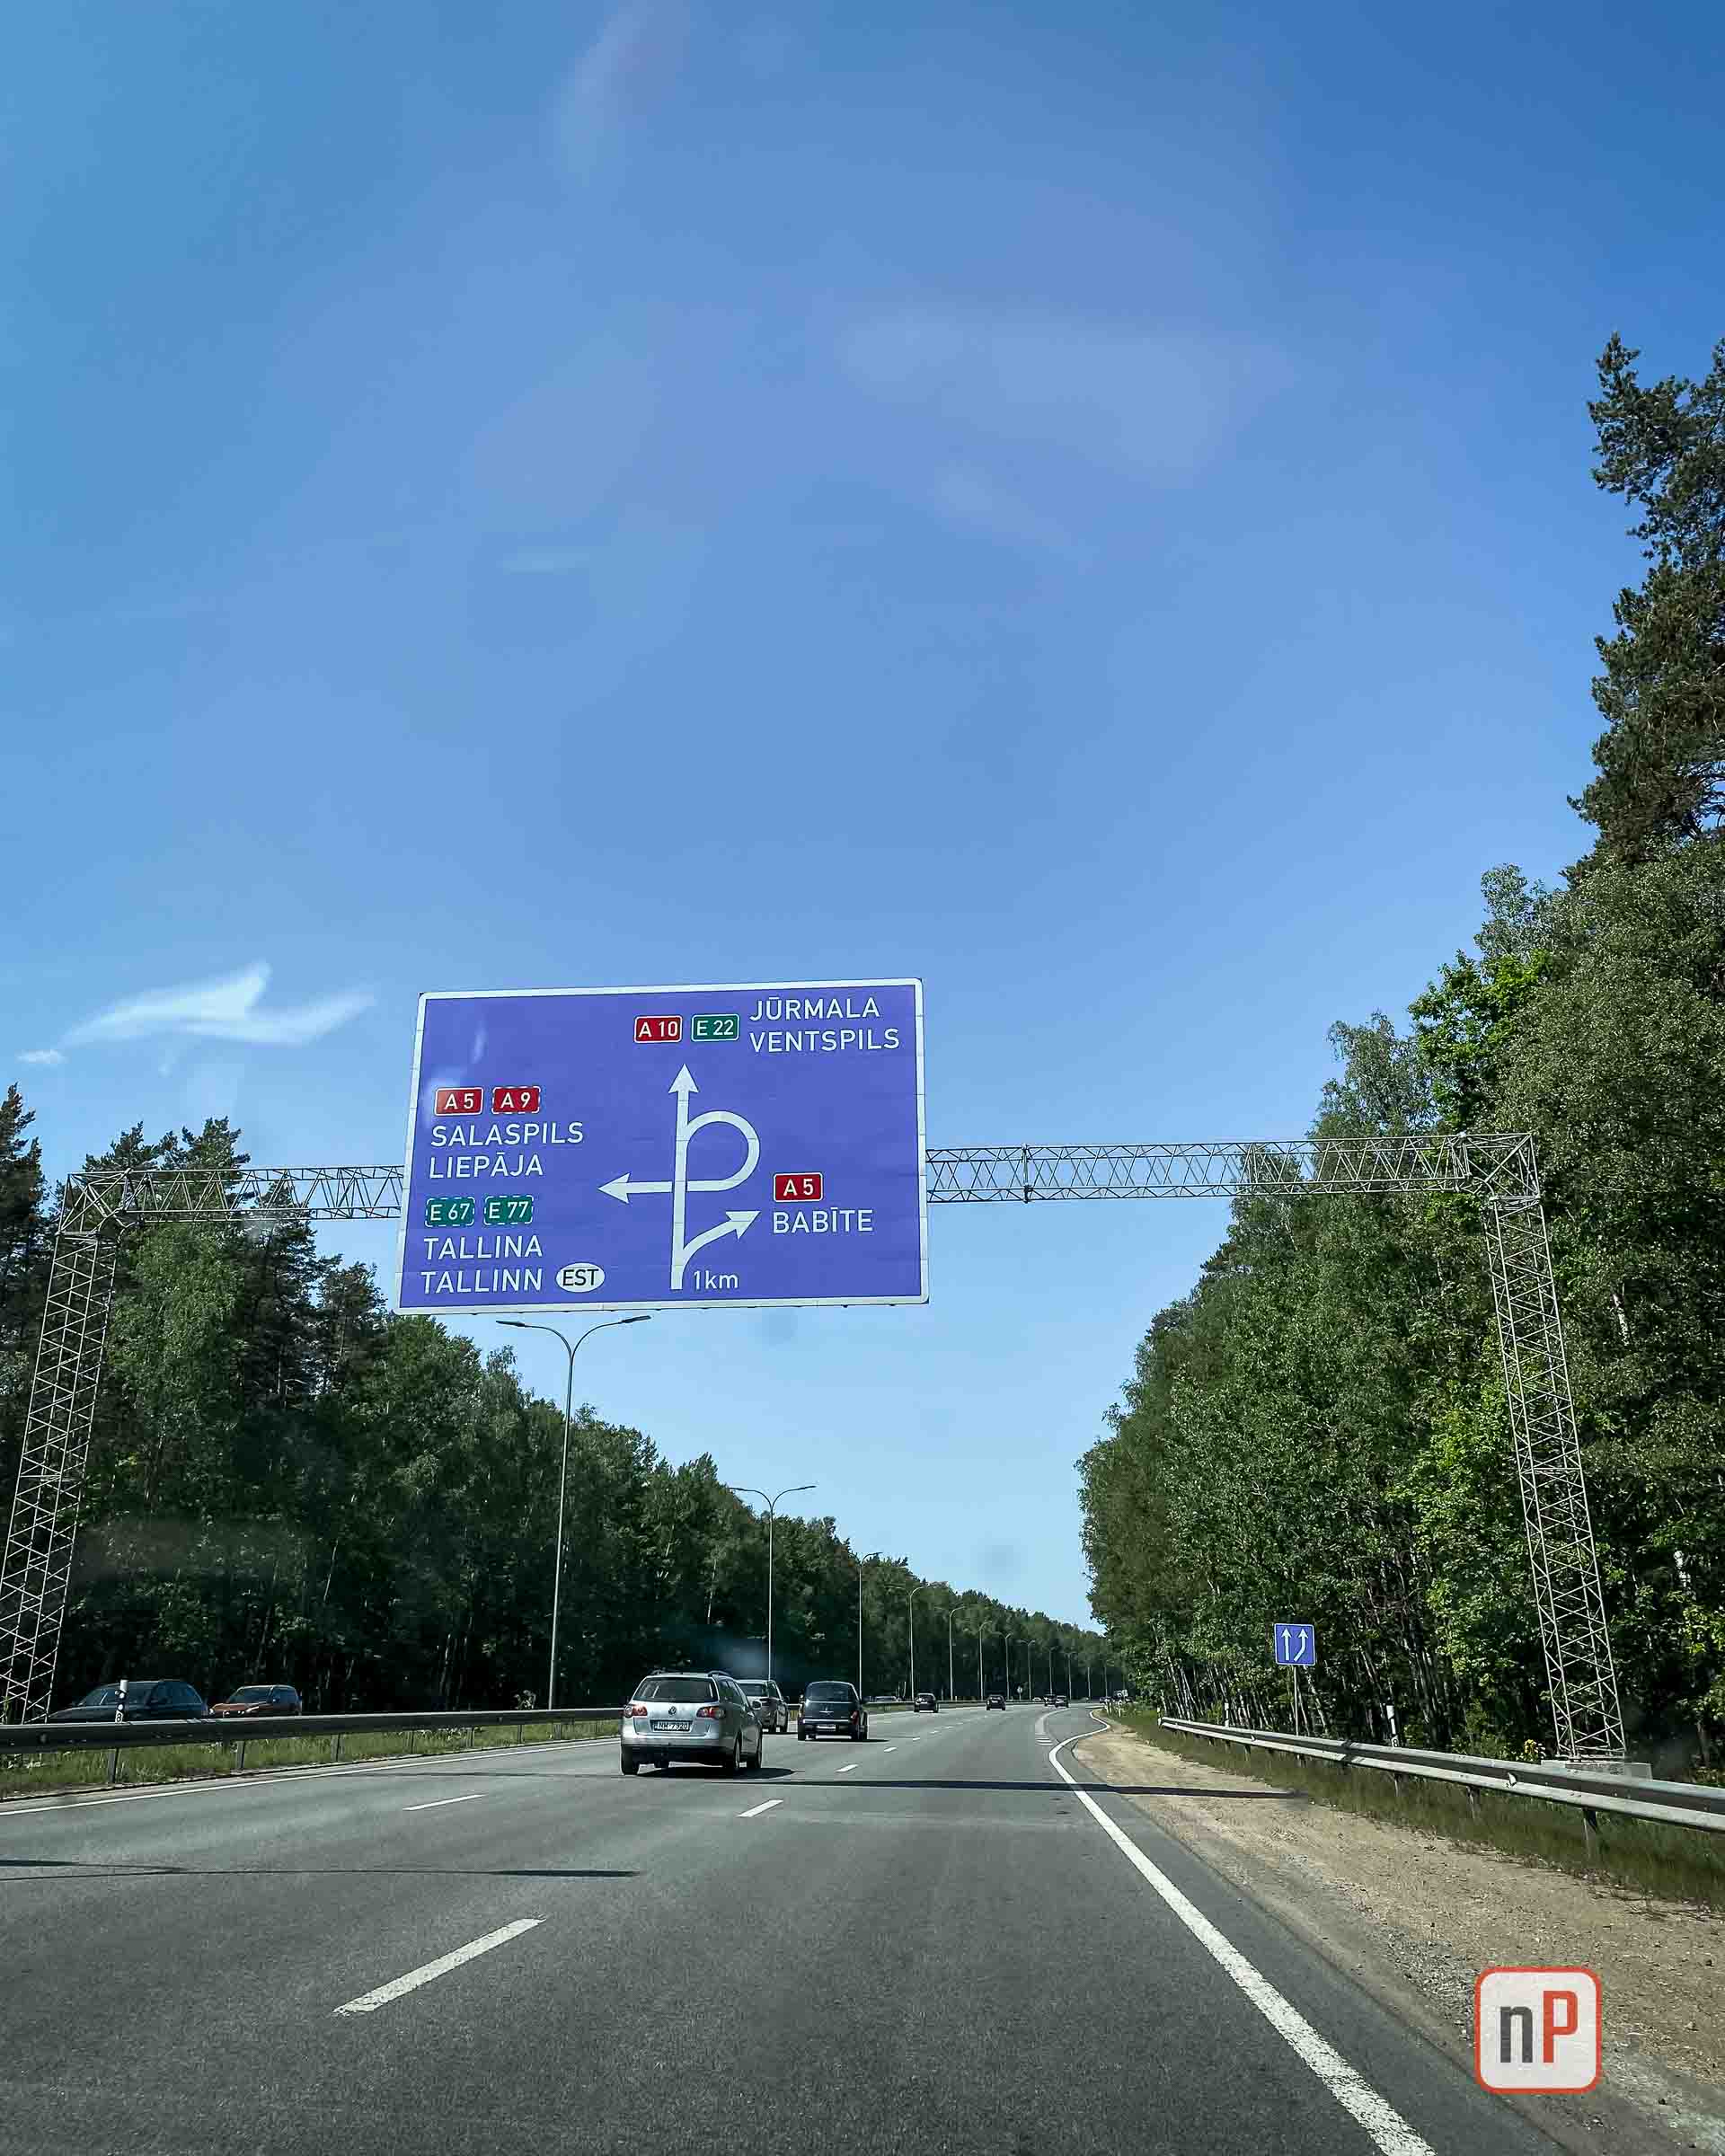 A 10 E 22 JŪRMALA
VENTSPILS
A 5 A 9
SALASPILS
LIEPĀJA
E 67 E 77
TALLINA
TALLINN EST
A 5
BABĪTE
1km
nP